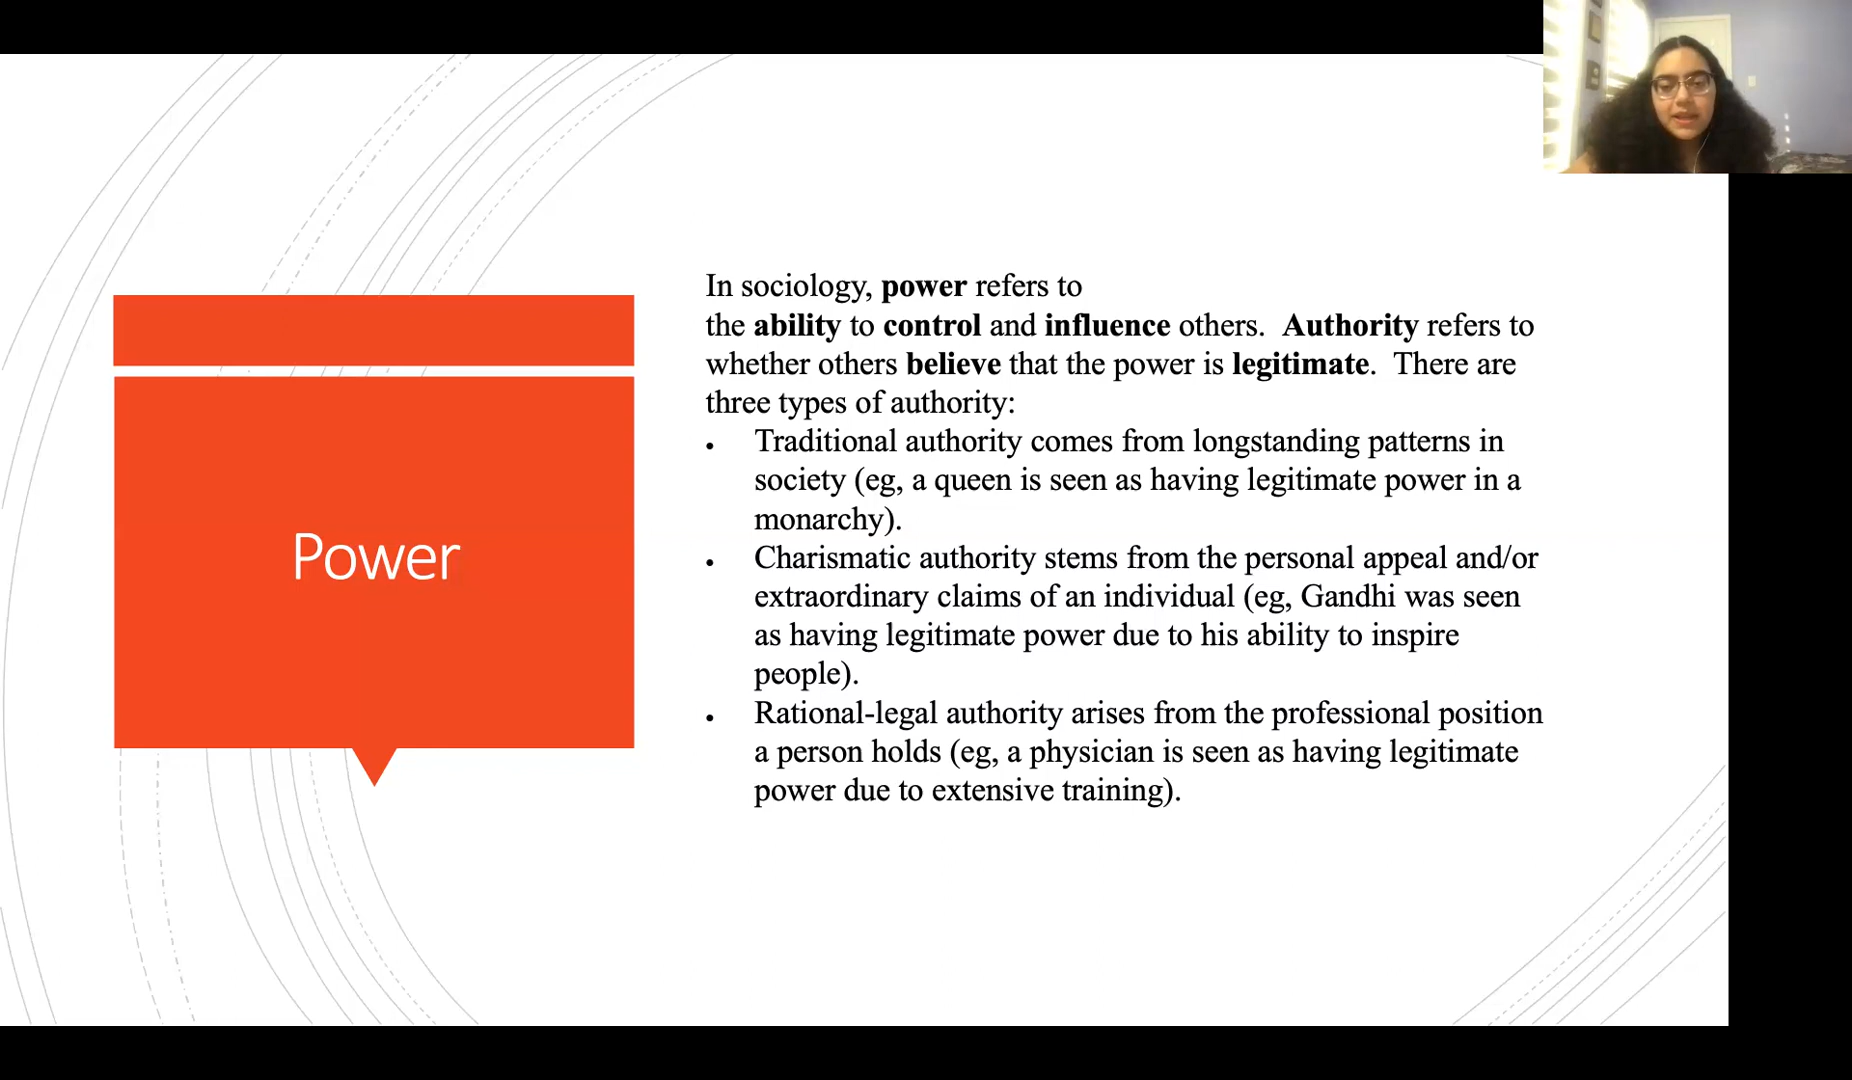 Power
In sociology, power refers to
the ability to control and influence others.  Authority refers to
whether others believe that the power is legitimate.  There are
three types of authority:
• Traditional authority comes from longstanding patterns in
society (eg, a queen is seen as having legitimate power in a
monarchy).
• Charismatic authority stems from the personal appeal and/or
extraordinary claims of an individual (eg, Gandhi was seen
as having legitimate power due to his ability to inspire
people).
• Rational-legal authority arises from the professional position
a person holds (eg, a physician is seen as having legitimate
power due to extensive training).